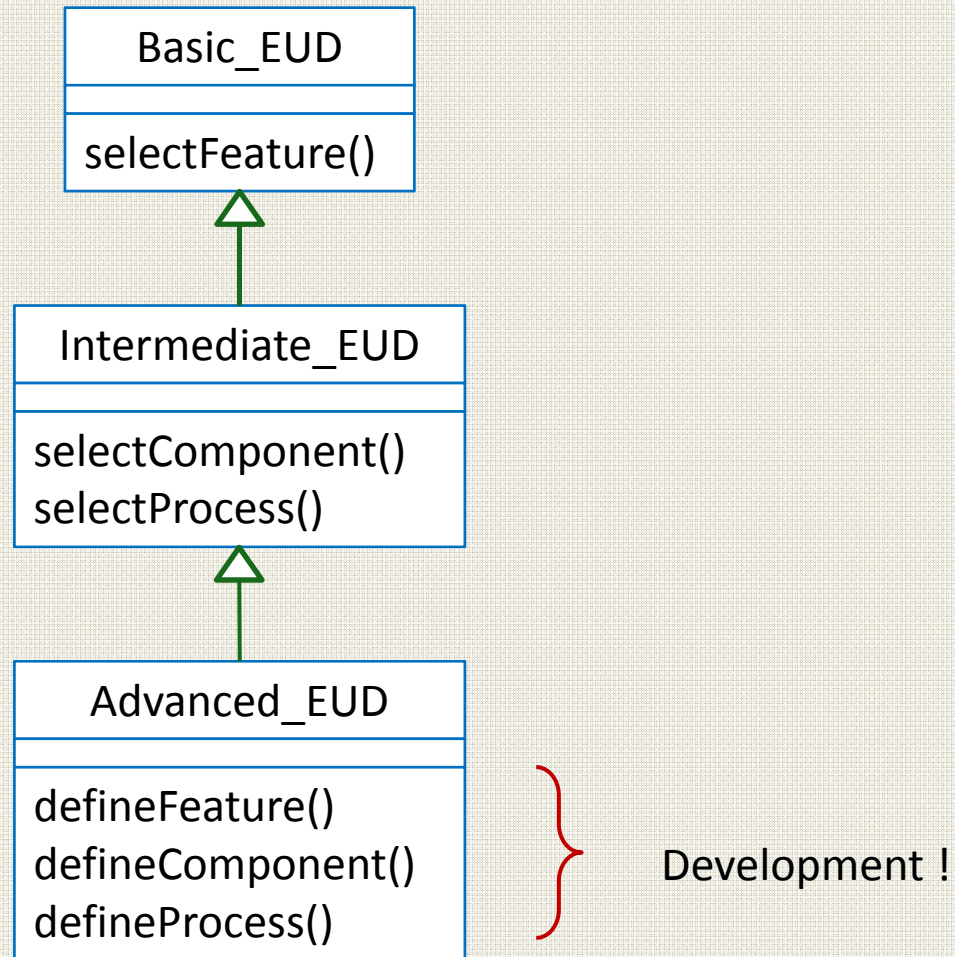 Basic_EUD
selectFeature()
Intermediate_EUD
selectComponent()
selectProcess()
Advanced_EUD
defineFeature()
defineComponent()
defineProcess()
Development !